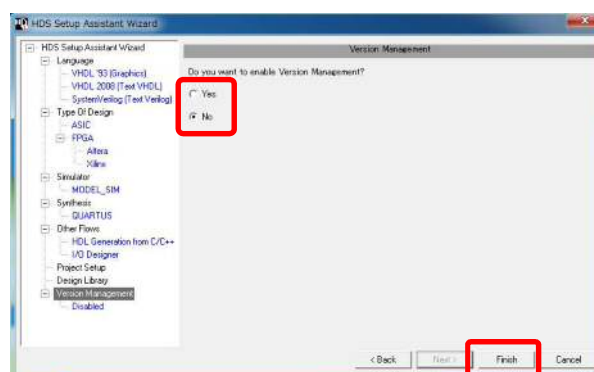 HDS Setup Assistant Wizard
HDS Setup Assistant Wizard
Language
VHDL '93 (Graphics)
VHDL 2008 (Text VHDL)
SystemVerilog (Text Verilog)
Type Of Design
ASIC
FPGA
Altera
Xilinx
Simulator
MODEL_SIM
Synthesis
QUARTUS
Other Flows
HDL Generation from C/C++
I/O Designer
Project Setup
Design Library
Version Management
Disabled
Version Management
Do you want to enable Version Management?
Yes
No
< Back Next > Finish Cancel